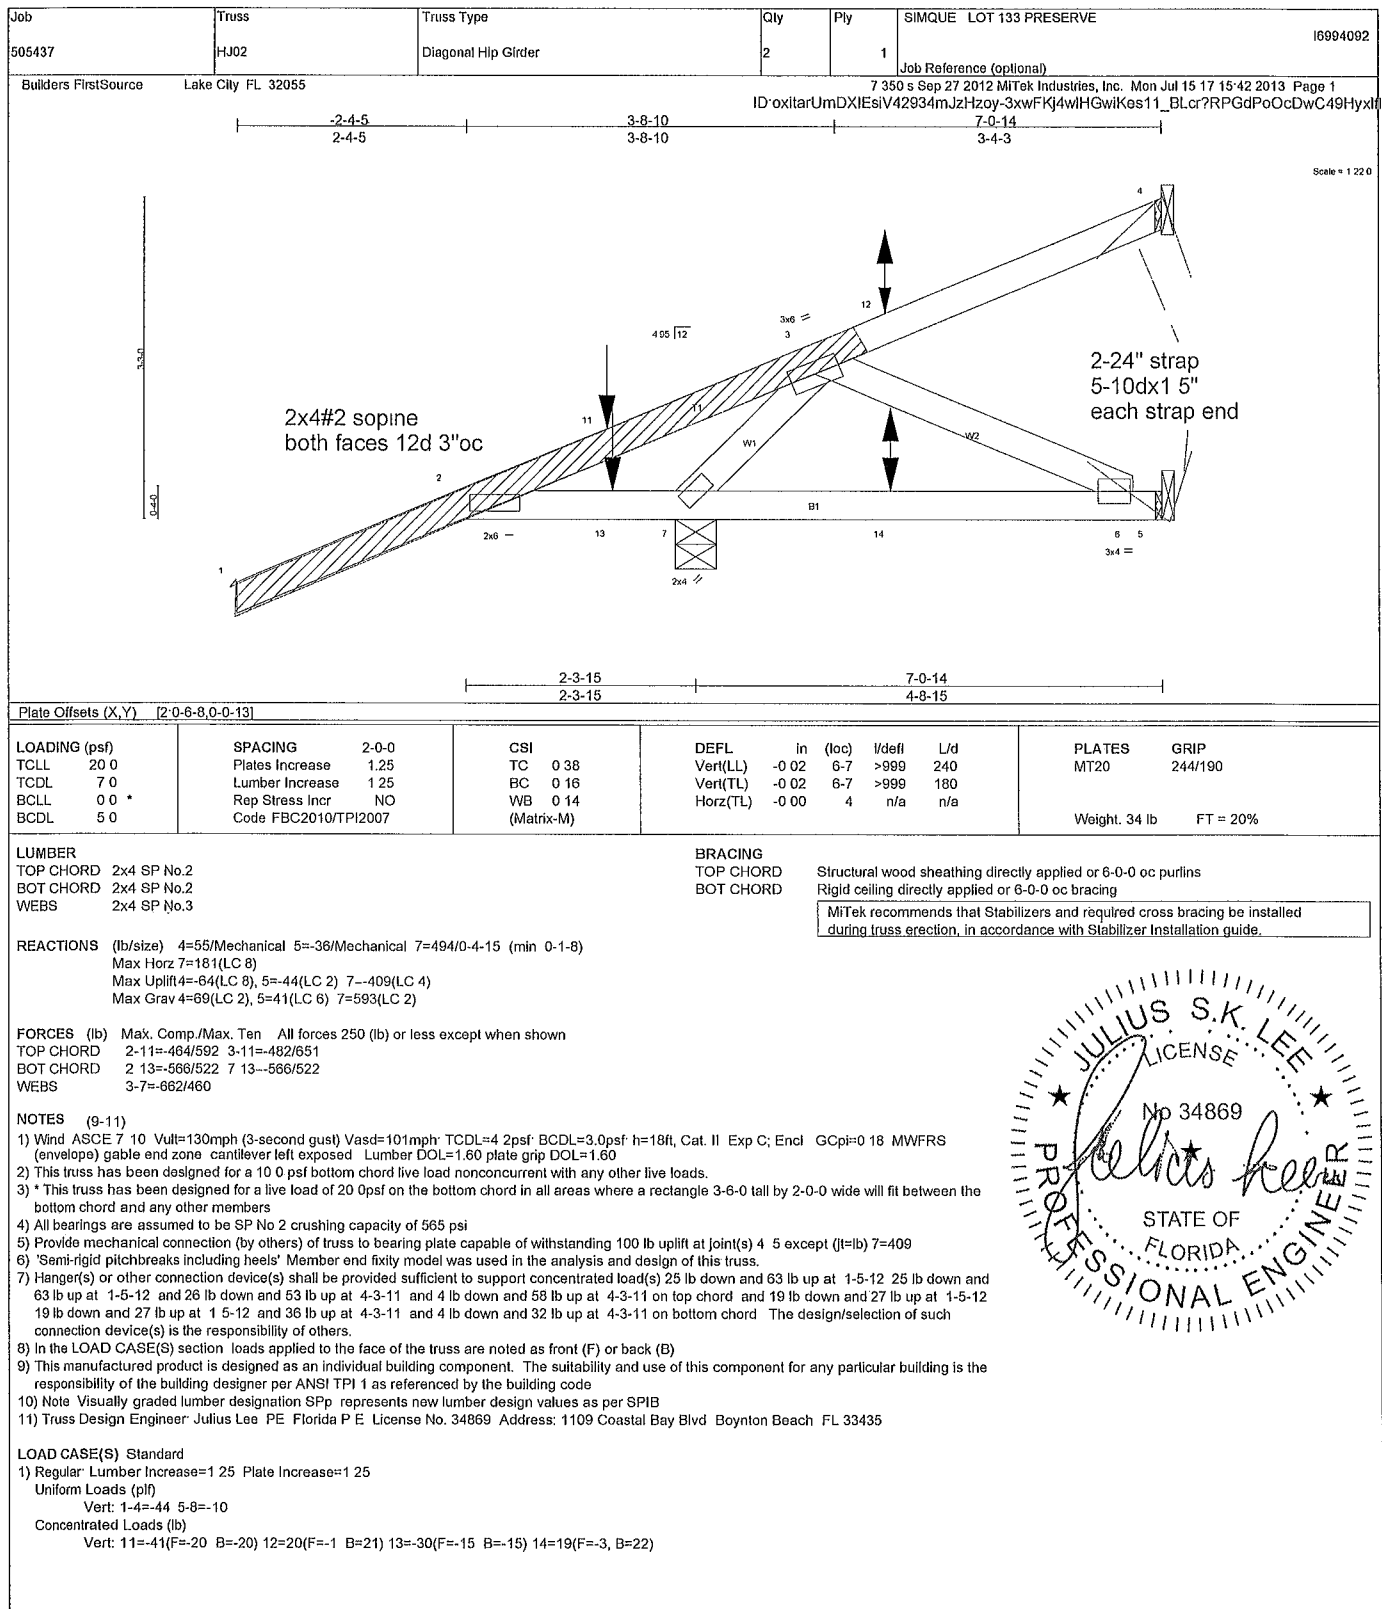 Job Truss Truss Type Qty Ply SIMQUE LOT 133 PRESERVE
I6994092
505437 HJ02 Diagonal Hip Girder 2 1
Job Reference (optional)
Builders FirstSource Lake City FL 32055 7 350 s Sep 27 2012 MiTek Industries, Inc. Mon Jul 15 17 15:42 2013 Page 1
-2-4-5 3-8-10 7-0-14
2-4-5 3-8-10 3-4-3
Scale = 1 22 0
4
12
3x6 =
3
4 95 12
3-3-0
2-24" strap
5-10dx1 5"
each strap end
2x4#2 sopine
both faces 12d 3"oc
11
T1
W1
W2
2
0-4-0
B1
2x6 — 13 7 14 6 5
3x4 =
1
2x4 //
2-3-15 7-0-14
2-3-15 4-8-15
Plate Offsets (X,Y) [2:0-6-8,0-0-13]
LOADING (psf) SPACING 2-0-0 CSI DEFL in (loc) l/defl L/d PLATES GRIP
TCLL 20 0 Plates Increase 1.25 TC 0 38 Vert(LL) -0 02 6-7 >999 240 MT20 244/190
TCDL 7 0 Lumber Increase 1 25 BC 0 16 Vert(TL) -0 02 6-7 >999 180
BCLL 0 0 * Rep Stress Incr NO WB 0 14 Horz(TL) -0 00 4 n/a n/a
BCDL 5 0 Code FBC2010/TPI2007 (Matrix-M) Weight. 34 lb FT = 20%
LUMBER
TOP CHORD 2x4 SP No.2
BOT CHORD 2x4 SP No.2
WEBS 2x4 SP No.3
BRACING
TOP CHORD Structural wood sheathing directly applied or 6-0-0 oc purlins
BOT CHORD Rigid ceiling directly applied or 6-0-0 oc bracing
MiTek recommends that Stabilizers and required cross bracing be installed
during truss erection, in accordance with Stabilizer Installation guide.
REACTIONS (lb/size) 4=55/Mechanical 5=-36/Mechanical 7=494/0-4-15 (min 0-1-8)
Max Horz 7=181(LC 8)
Max Uplift4=-64(LC 8), 5=-44(LC 2) 7--409(LC 4)
Max Grav 4=69(LC 2), 5=41(LC 6) 7=593(LC 2)
FORCES (lb) Max. Comp./Max. Ten All forces 250 (lb) or less except when shown
TOP CHORD 2-11=-464/592 3-11=-482/651
BOT CHORD 2 13=-566/522 7 13--566/522
WEBS 3-7=-662/460
NOTES (9-11)
1) Wind ASCE 7 10 Vult=130mph (3-second gust) Vasd=101mph TCDL=4 2psf BCDL=3.0psf h=18ft, Cat. II Exp C; Encl GCpi=0 18 MWFRS
(envelope) gable end zone cantilever left exposed Lumber DOL=1.60 plate grip DOL=1.60
2) This truss has been designed for a 10 0 psf bottom chord live load nonconcurrent with any other live loads.
3) * This truss has been designed for a live load of 20 0psf on the bottom chord in all areas where a rectangle 3-6-0 tall by 2-0-0 wide will fit between the
bottom chord and any other members
4) All bearings are assumed to be SP No 2 crushing capacity of 565 psi
5) Provide mechanical connection (by others) of truss to bearing plate capable of withstanding 100 lb uplift at joint(s) 4 5 except (jt=lb) 7=409
6) 'Semi-rigid pitchbreaks including heels' Member end fixity model was used in the analysis and design of this truss.
7) Hanger(s) or other connection device(s) shall be provided sufficient to support concentrated load(s) 25 lb down and 63 lb up at 1-5-12 25 lb down and
63 lb up at 1-5-12 and 26 lb down and 53 lb up at 4-3-11 and 4 lb down and 58 lb up at 4-3-11 on top chord and 19 lb down and 27 lb up at 1-5-12
19 lb down and 27 lb up at 1 5-12 and 36 lb up at 4-3-11 and 4 lb down and 32 lb up at 4-3-11 on bottom chord The design/selection of such
connection device(s) is the responsibility of others.
8) In the LOAD CASE(S) section loads applied to the face of the truss are noted as front (F) or back (B)
9) This manufactured product is designed as an individual building component. The suitability and use of this component for any particular building is the
responsibility of the building designer per ANSI TPI 1 as referenced by the building code
10) Note Visually graded lumber designation SPp represents new lumber design values as per SPIB
11) Truss Design Engineer Julius Lee PE Florida P E License No. 34869 Address: 1109 Coastal Bay Blvd Boynton Beach FL 33435
LOAD CASE(S) Standard
1) Regular Lumber Increase=1 25 Plate Increase=1 25
Uniform Loads (plf)
Vert: 1-4=-44 5-8=-10
Concentrated Loads (lb)
Vert: 11=-41(F=-20 B=-20) 12=20(F=-1 B=21) 13=-30(F=-15 B=-15) 14=19(F=-3, B=22)
JULIUS S.K. LEE
LICENSE
No 34869
Julius Lee
STATE OF
FLORIDA
PROFESSIONAL ENGINEER